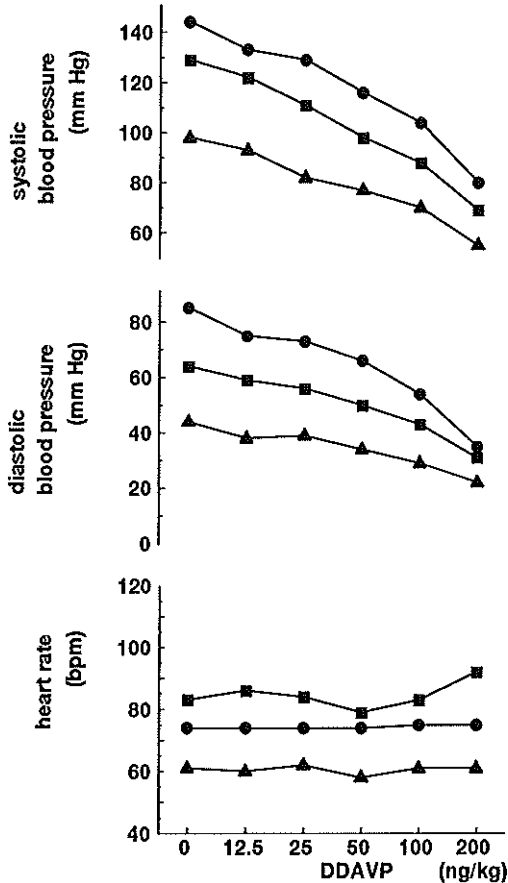 systolic
blood pressure
(mm Hg)
140
120
100
80
60
diastolic
blood pressure
(mm Hg)
80
60
40
20
0
heart rate
(bpm)
120
100
80
60
40
0 12.5 25 50 100 200
DDAVP (ng/kg)